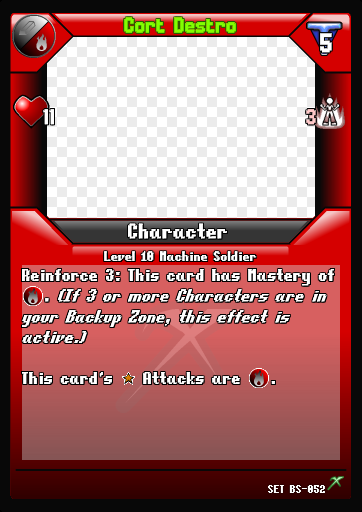 Cort Destro
5
11
3
Character
Level 10 Machine Soldier
Reinforce 3: This card has Mastery of
. (If 3 or more Characters are in
your Backup Zone, this effect is
active.)
This card's ★ Attacks are .
SET BS-052